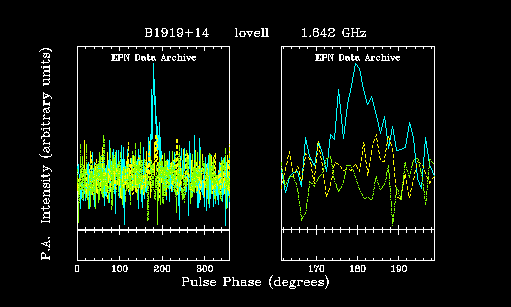 B1919+14 lovell 1.642 GHz
EPN Data Archive EPN Data Archive
P.A. Intensity (arbitrary units)
0 100 200 300 170 180 190
Pulse Phase (degrees)